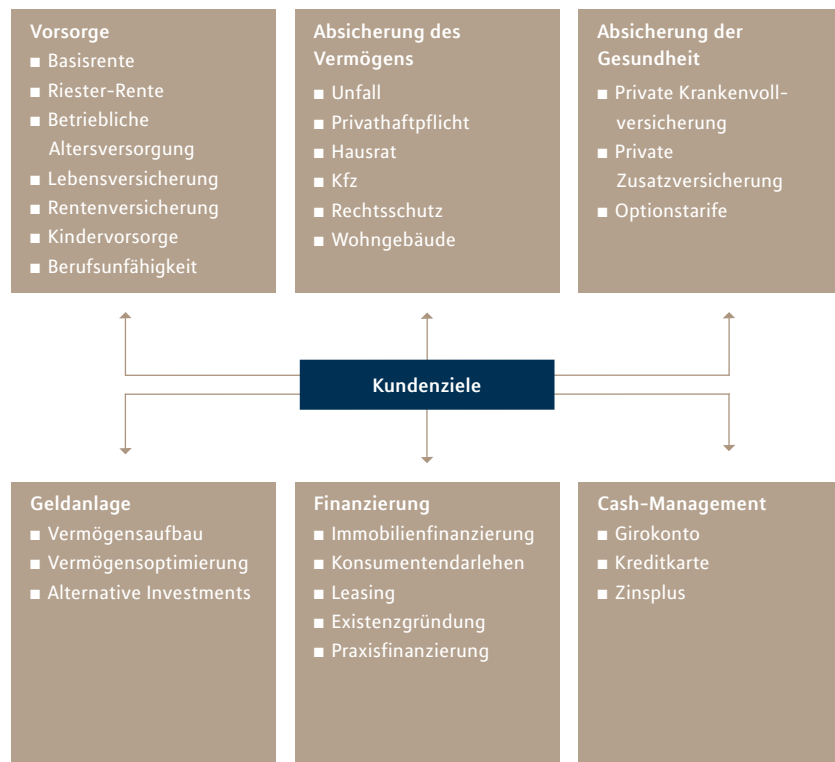 Vorsorge
■ Basisrente
■ Riester-Rente
■ Betriebliche
Altersversorgung
■ Lebensversicherung
■ Rentenversicherung
■ Kindervorsorge
■ Berufsunfähigkeit
Absicherung des
Vermögens
■ Unfall
■ Privathaftpflicht
■ Hausrat
■ Kfz
■ Rechtsschutz
■ Wohngebäude
Absicherung der
Gesundheit
■ Private Krankenvoll-
versicherung
■ Private
Zusatzversicherung
■ Optionstarife
Kundenziele
Geldanlage
■ Vermögensaufbau
■ Vermögensoptimierung
■ Alternative Investments
Finanzierung
■ Immobilienfinanzierung
■ Konsumentendarlehen
■ Leasing
■ Existenzgründung
■ Praxisfinanzierung
Cash-Management
■ Girokonto
■ Kreditkarte
■ Zinsplus